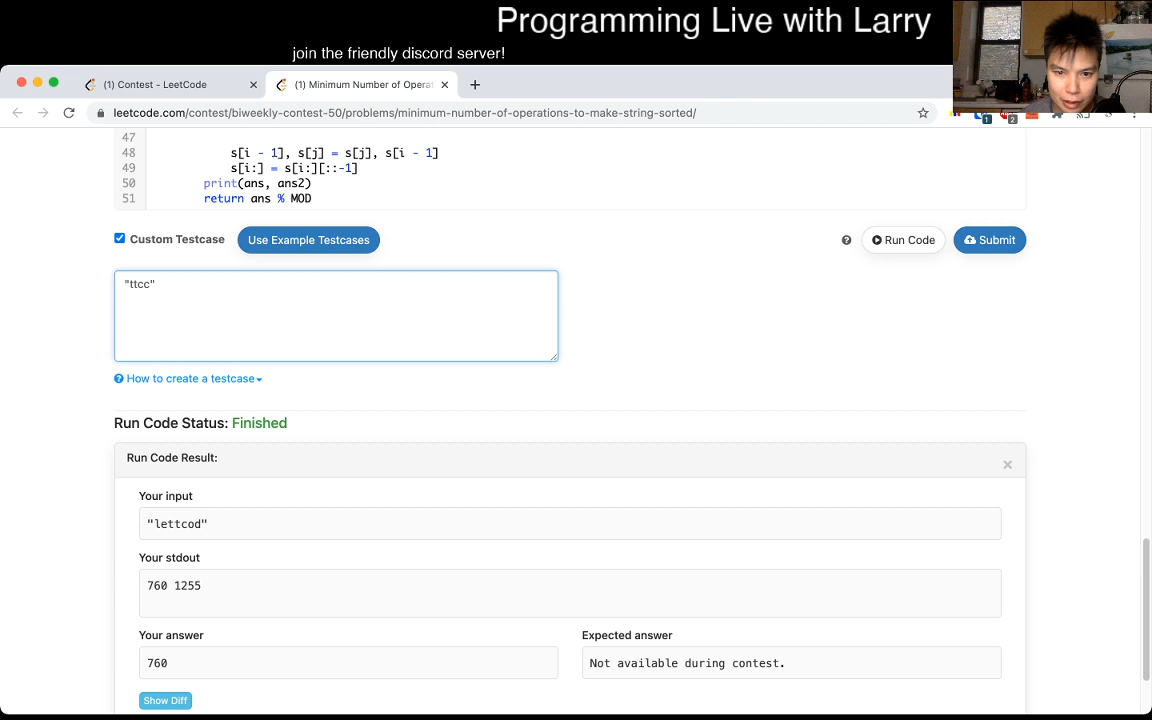 Programming Live with Larry
join the friendly discord server!
(1) Contest - LeetCode
(1) Minimum Number of Operat
leetcode.com/contest/biweekly-contest-50/problems/minimum-number-of-operations-to-make-string-sorted/
1
2
47
48 s[i - 1], s[j] = s[j], s[i - 1]
49 s[i:] = s[i:][::-1]
50 print(ans, ans2)
51 return ans % MOD
Custom Testcase
Use Example Testcases
Run Code
Submit
"ttcc"
How to create a testcase
Run Code Status: Finished
Run Code Result:
Your input
"lettcod"
Your stdout
760 1255
Your answer
Expected answer
760
Not available during contest.
Show Diff